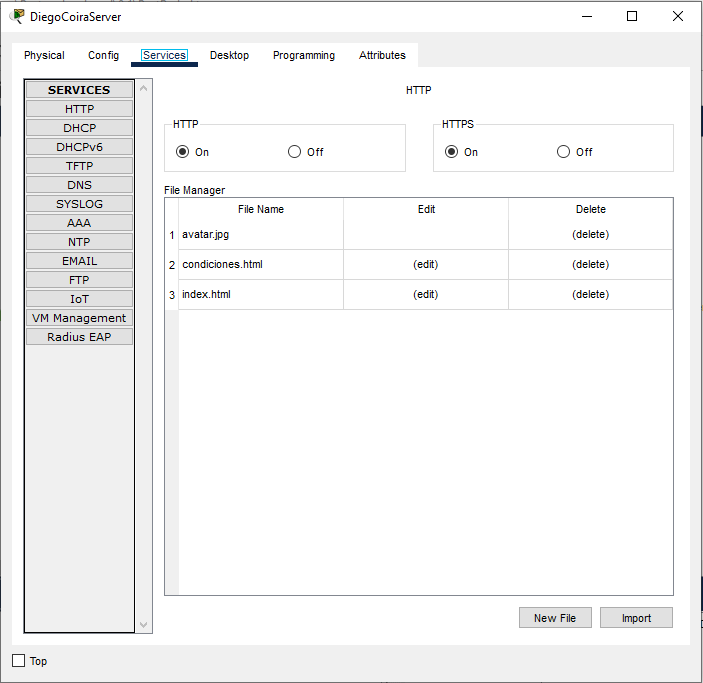 DiegoCoiraServer
Physical Config Services Desktop Programming Attributes
SERVICES
HTTP
DHCP
DHCPv6
TFTP
DNS
SYSLOG
AAA
NTP
EMAIL
FTP
IoT
VM Management
Radius EAP
HTTP
HTTP
On Off
HTTPS
On Off
File Manager
File Name Edit Delete
1 avatar.jpg (delete)
2 condiciones.html (edit) (delete)
3 index.html (edit) (delete)
New File Import
Top